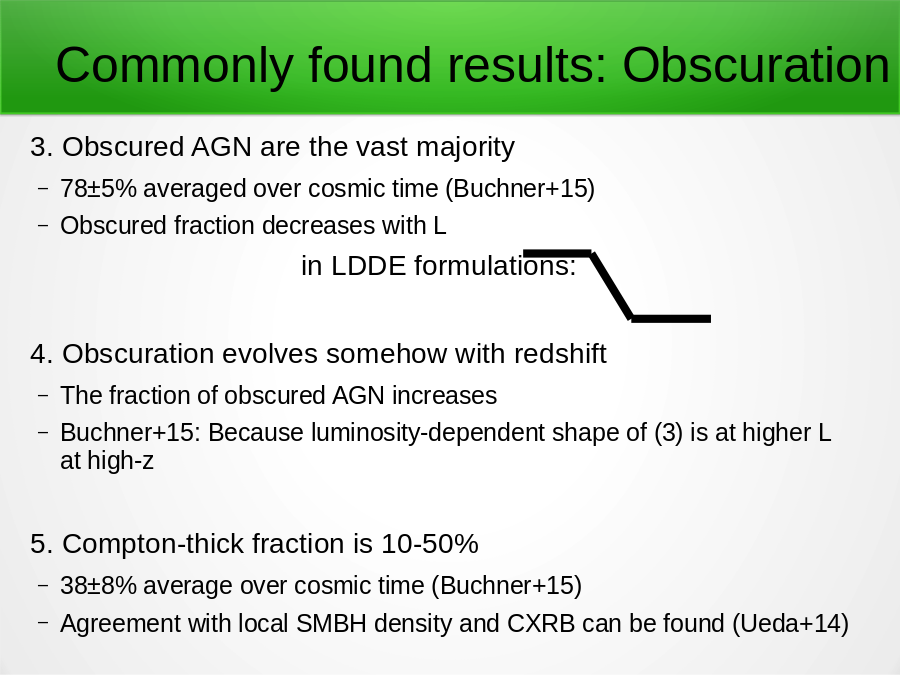 Commonly found results: Obscuration
3. Obscured AGN are the vast majority
– 78±5% averaged over cosmic time (Buchner+15)
– Obscured fraction decreases with L
in LDDE formulations:
4. Obscuration evolves somehow with redshift
– The fraction of obscured AGN increases
– Buchner+15: Because luminosity-dependent shape of (3) is at higher L
at high-z
5. Compton-thick fraction is 10-50%
– 38±8% average over cosmic time (Buchner+15)
– Agreement with local SMBH density and CXRB can be found (Ueda+14)